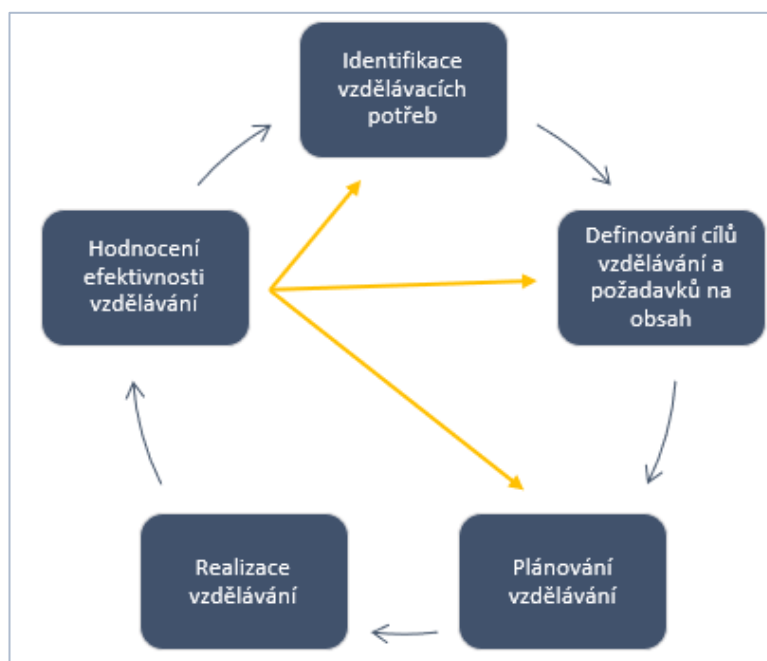 Identifikace
vzdělávacích
potřeb
Definování cílů
vzdělávání a
požadavků na
obsah
Plánování
vzdělávání
Realizace
vzdělávání
Hodnocení
efektivnosti
vzdělávání